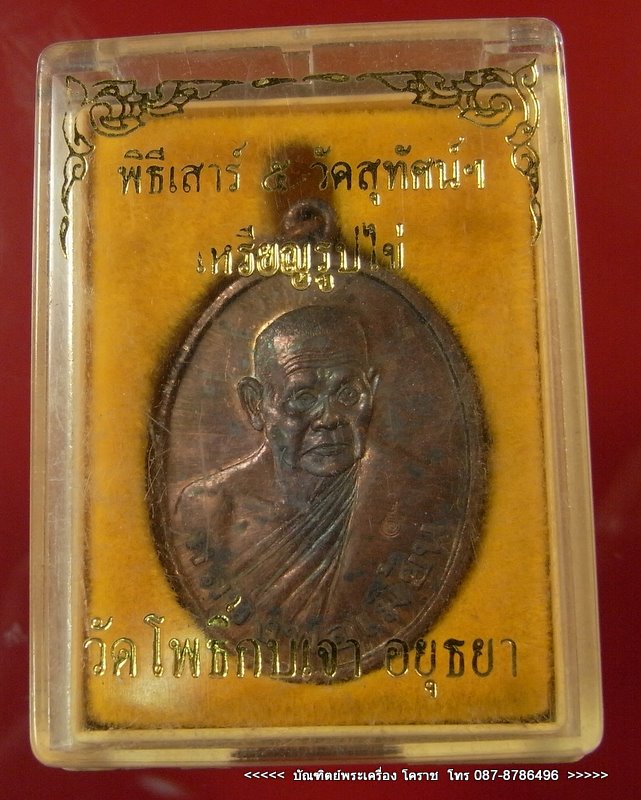 พิธีเสาร์ ๕ วัดสุทัศน์ฯ
เหรียญรูปไข่
วัดโพธิ์กบเจา อยุธยา
<<<<< บัณฑิตย์พระเครื่อง โคราช โทร 087-8786496 >>>>>